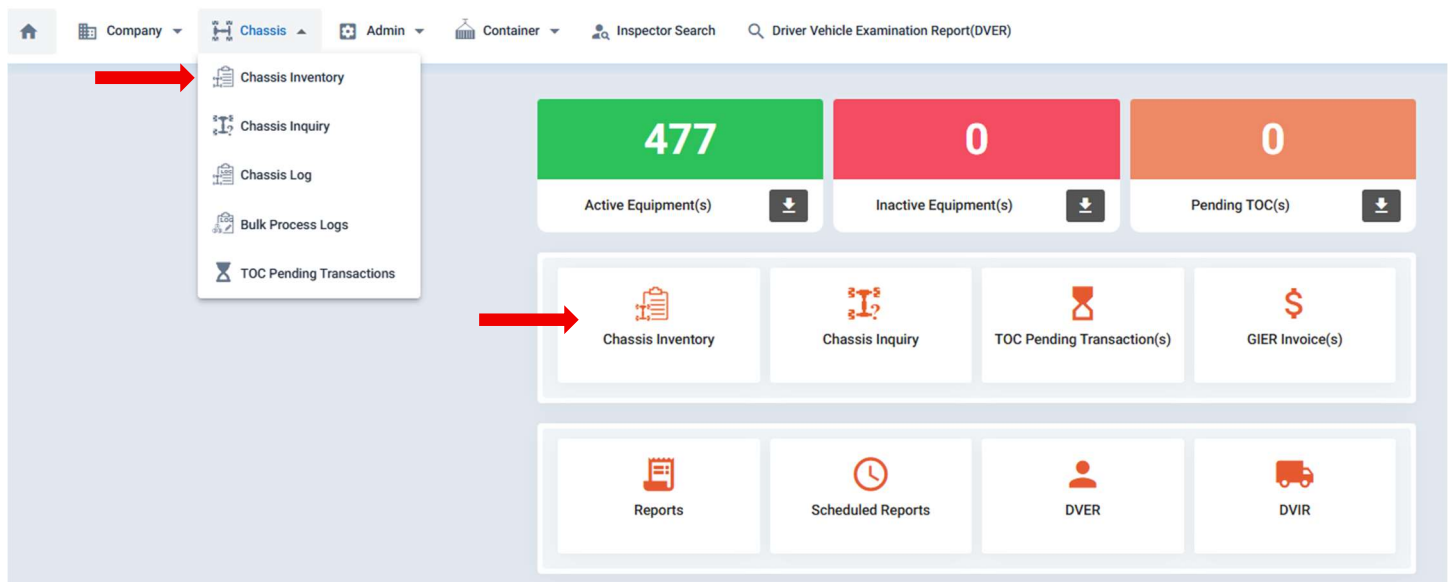 Company
Chassis
Admin
Container
Inspector Search
Driver Vehicle Examination Report(DVER)
Chassis Inventory
Chassis Inquiry
Chassis Log
Bulk Process Logs
TOC Pending Transactions
477
Active Equipment(s)
0
Inactive Equipment(s)
0
Pending TOC(s)
Chassis Inventory
Chassis Inquiry
TOC Pending Transaction(s)
$
GIER Invoice(s)
Reports
Scheduled Reports
DVER
DVIR